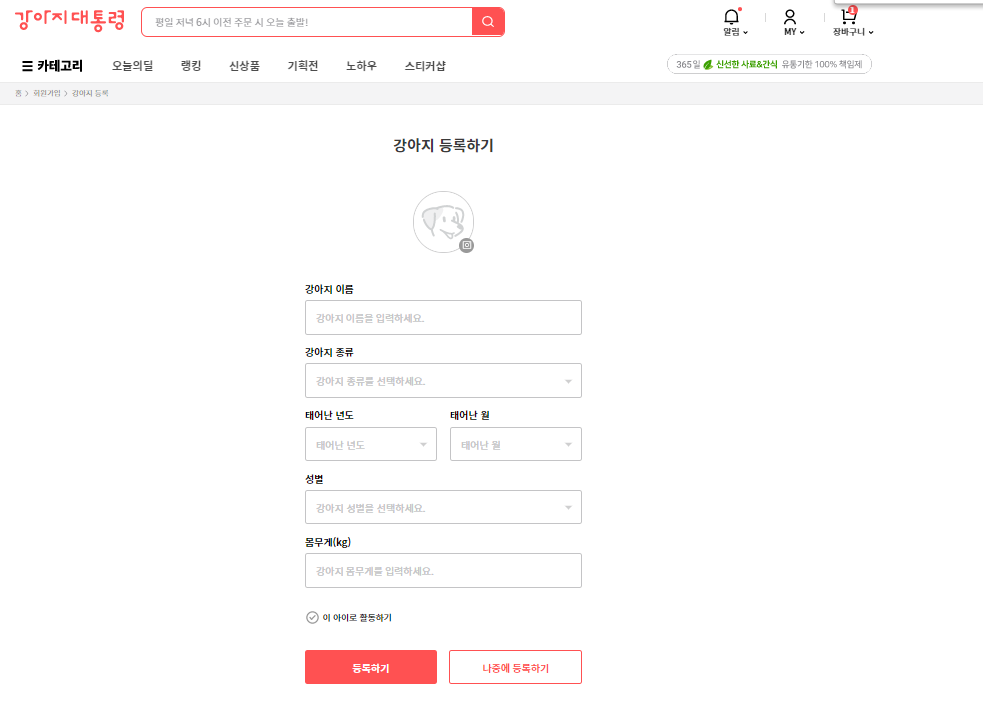 강아지대통령
평일 저녁 6시 이전 주문 시 오늘 출발!
알림
MY
1
장바구니
카테고리
오늘의딜
랭킹
신상품
기획전
노하우
스티커샵
365일 신선한 사료&간식 유통기한 100% 책임제
홈 > 회원가입 > 강아지 등록
강아지 등록하기
강아지 이름
강아지 이름을 입력하세요.
강아지 종류
강아지 종류를 선택하세요.
태어난 년도
태어난 월
태어난 년도
태어난 월
성별
강아지 성별을 선택하세요.
몸무게(kg)
강아지 몸무게를 입력하세요.
이 아이로 활동하기
등록하기
나중에 등록하기